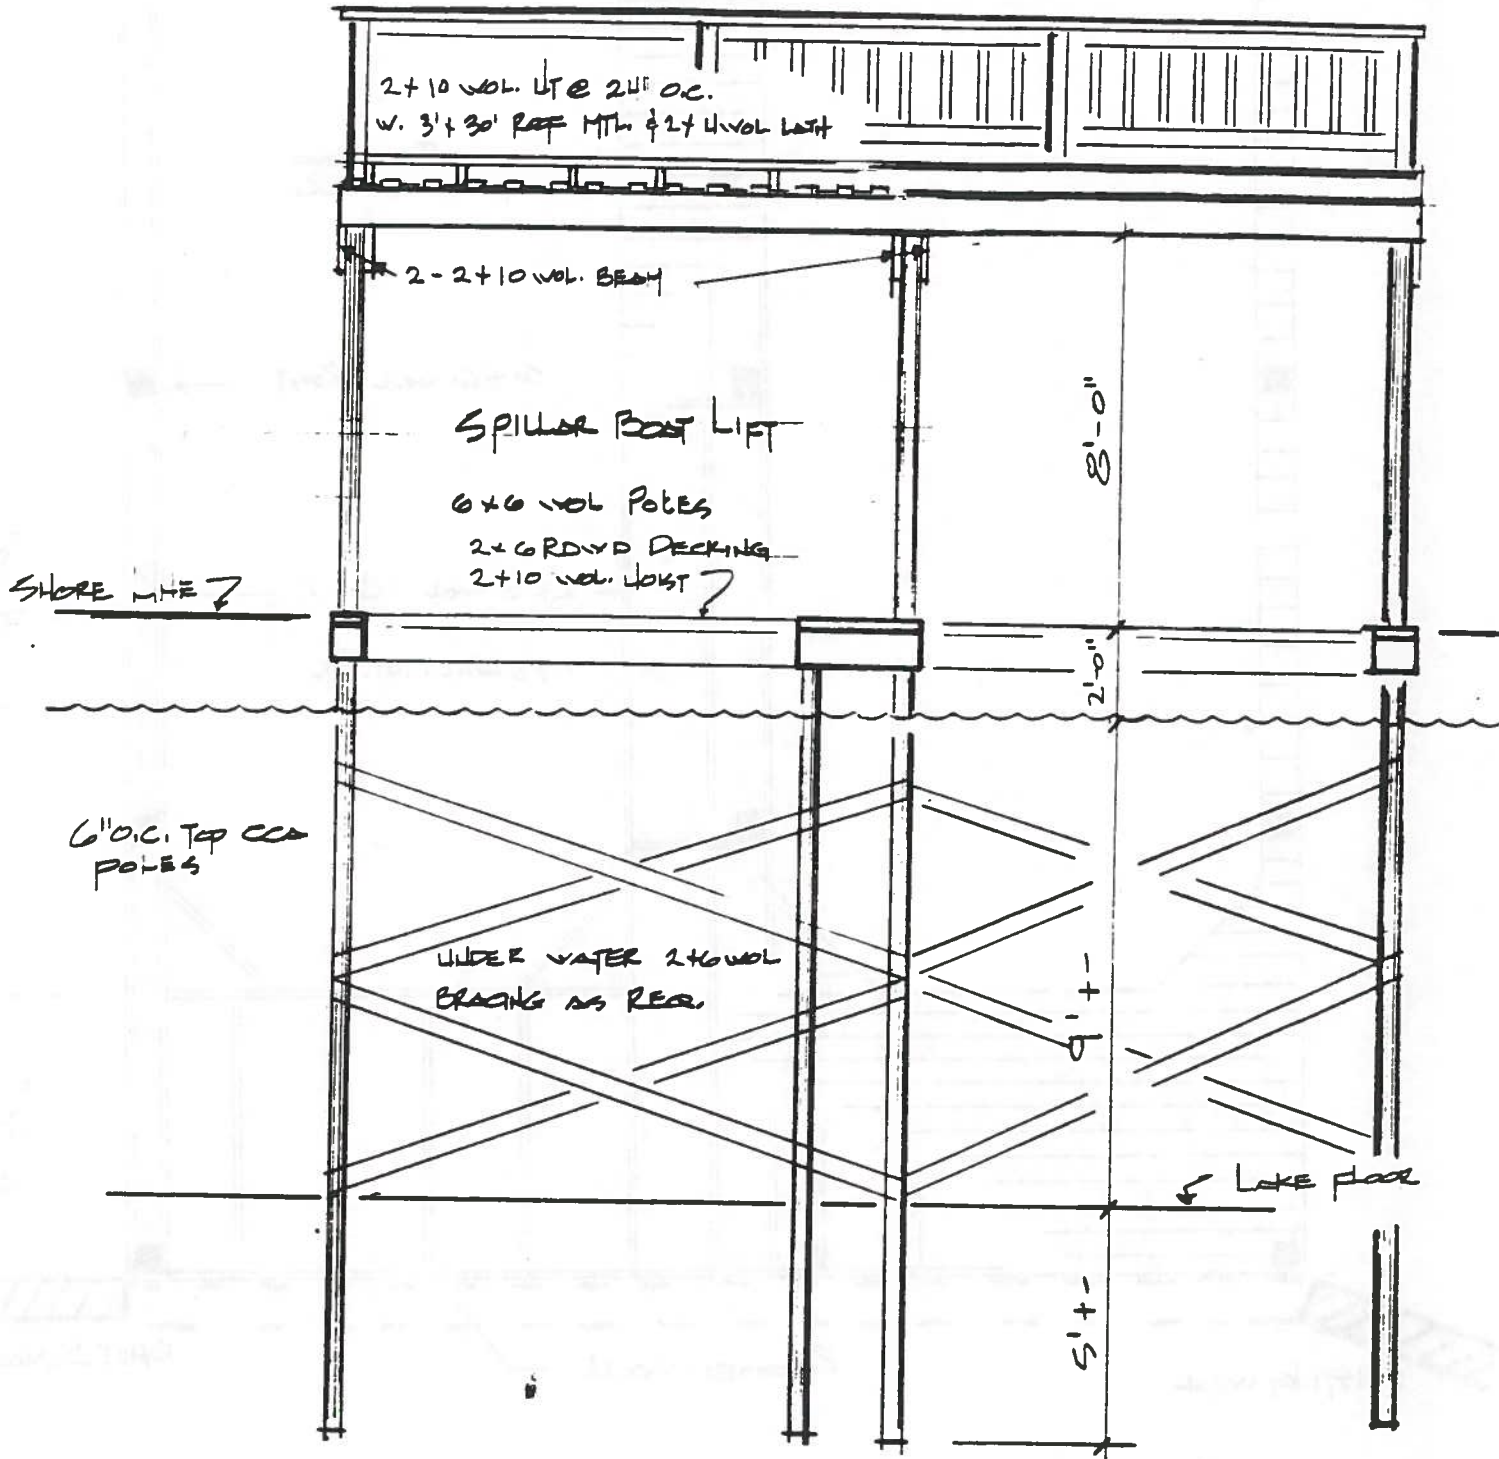 2x10 WOL. LIT @ 24" O.C.
W. 3'x30' ROOF MTL. & 2x4 WOL LATH
2-2x10 WOL. BEAM
SPILLAR BOAT LIFT
6x6 WOL POLES
2x6 RDWD DECKING
2x10 WOL. JOIST
SHORE LINE
8'-0"
2'-0"
6" O.C. TOP CCA
POLES
UNDER WATER 2x6 WOL
BRACING AS REQ.
9' +-
LAKE FLOOR
5' +-